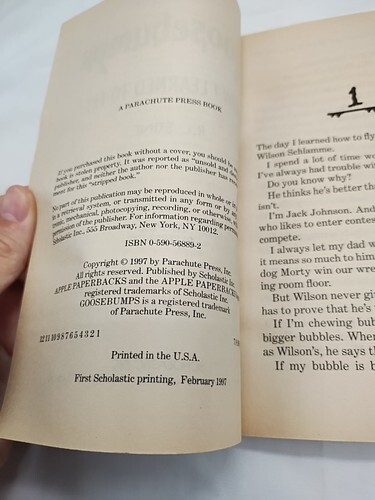 A PARACHUTE PRESS BOOK
If you purchased this book without a cover, you should be
book is stolen property. It was reported as "unsold and
publisher, and neither the author nor the publisher has
ment for this "stripped book."
No part of this publication may be reproduced in whole or in
in a retrieval system, or transmitted in any form or by any
tronic, mechanical, photocopying, recording, or otherwise,
permission of the publisher. For information regarding
Scholastic Inc., 555 Broadway, New York, NY 10012.
ISBN 0-590-56889-2
Copyright © 1997 by Parachute Press, Inc.
All rights reserved. Published by Scholastic Inc.
APPLE PAPERBACKS and the APPLE PAPERBACK
registered trademarks of Scholastic Inc.
GOOSEBUMPS is a registered trademark
of Parachute Press, Inc.
12 11 10 9 8 7 6 5 4 3 2 1
Printed in the U.S.A.
First Scholastic printing, February 1997
1
The day I learned how to fly
Wilson Schlamme.
I spend a lot of time wo
I've always had trouble wi
Do you know why?
He thinks he's better tha
isn't.
I'm Jack Johnson. And
who likes to enter contes
compete.
I always let my dad w
it means so much to him
dog Morty win our wre
ing room floor.
But Wilson never giv
has to prove that he's
If I'm chewing bub
bigger bubbles. When
as Wilson's, he says th
If my bubble is b